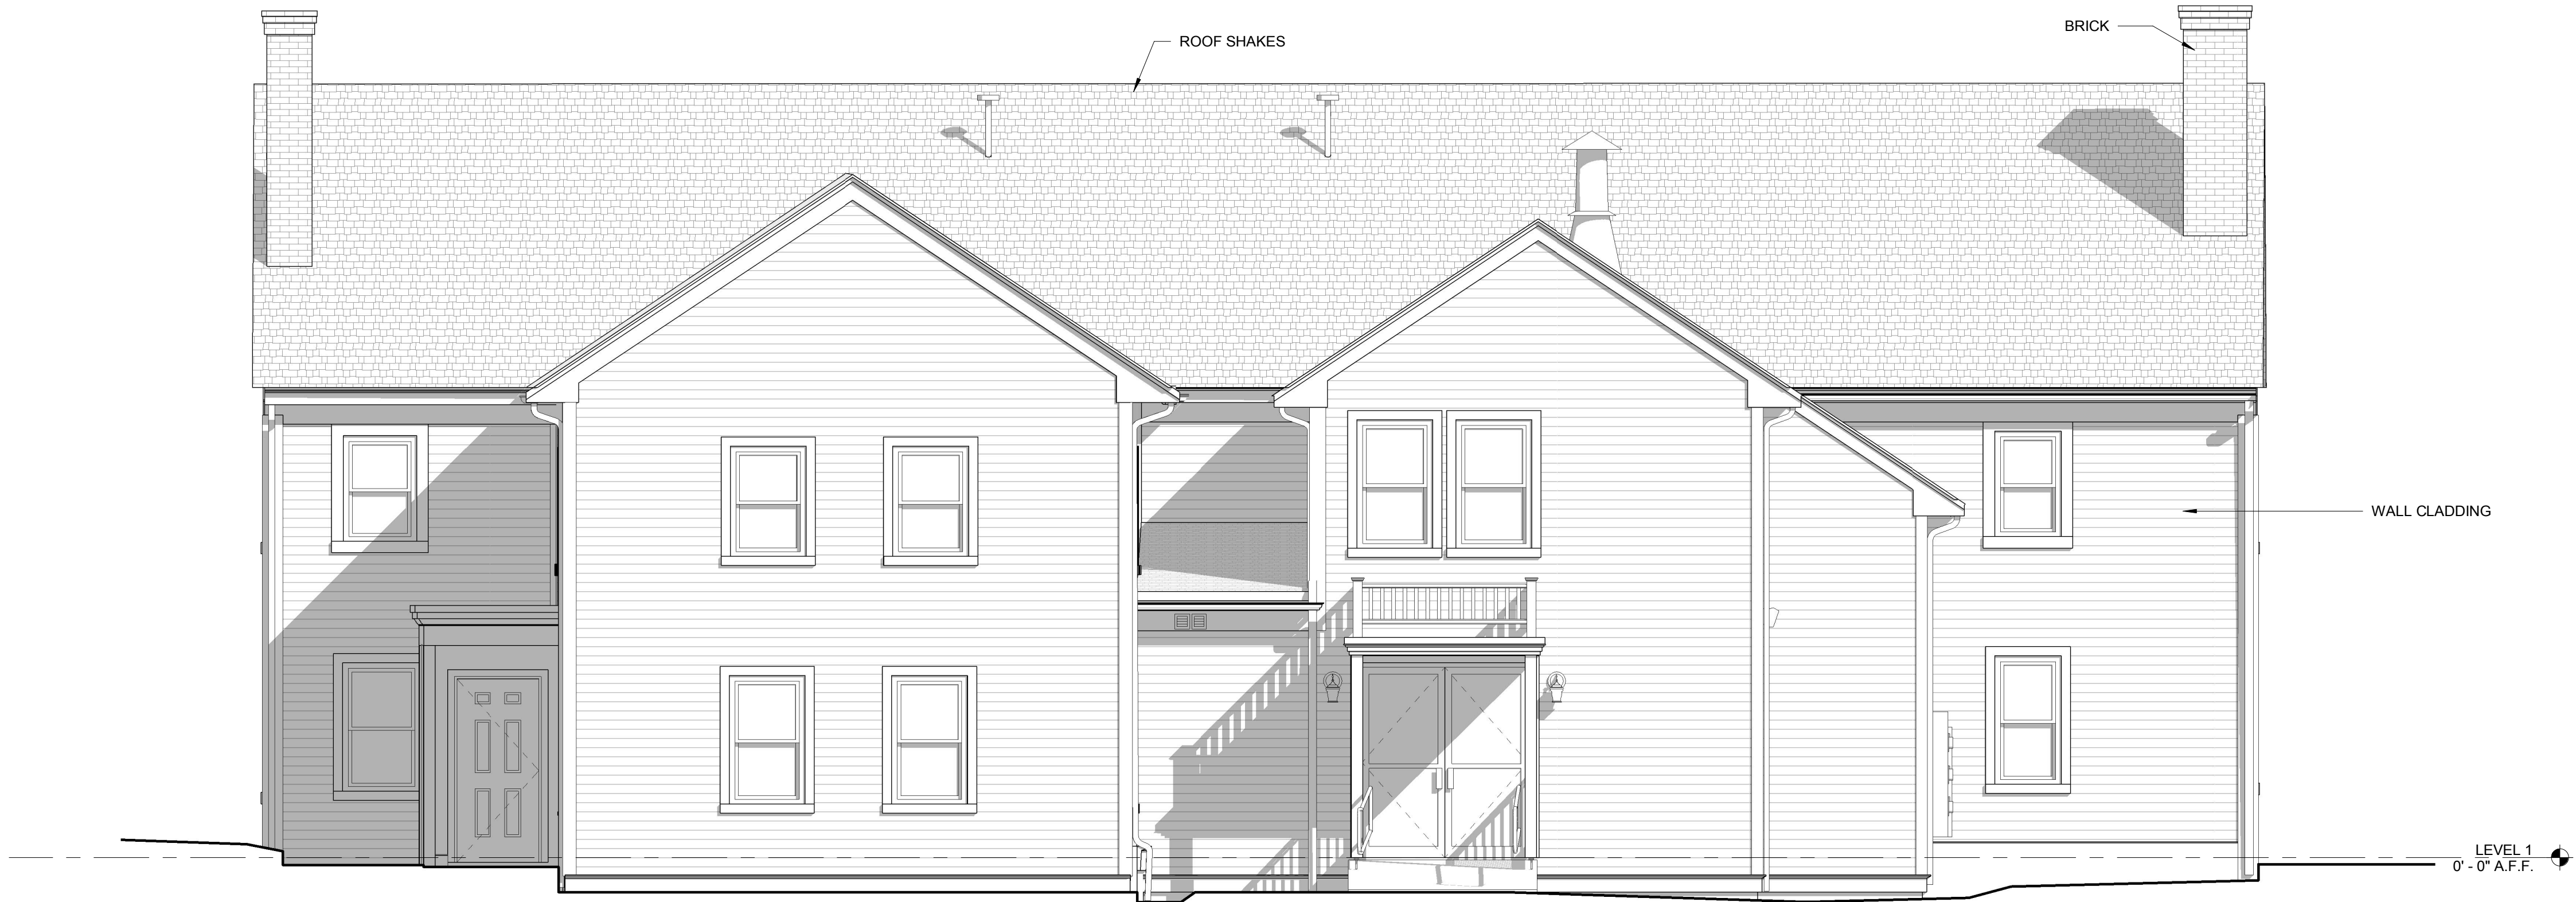 BRICK
ROOF SHAKES
WALL CLADDING
LEVEL 1
0' - 0" A.F.F.